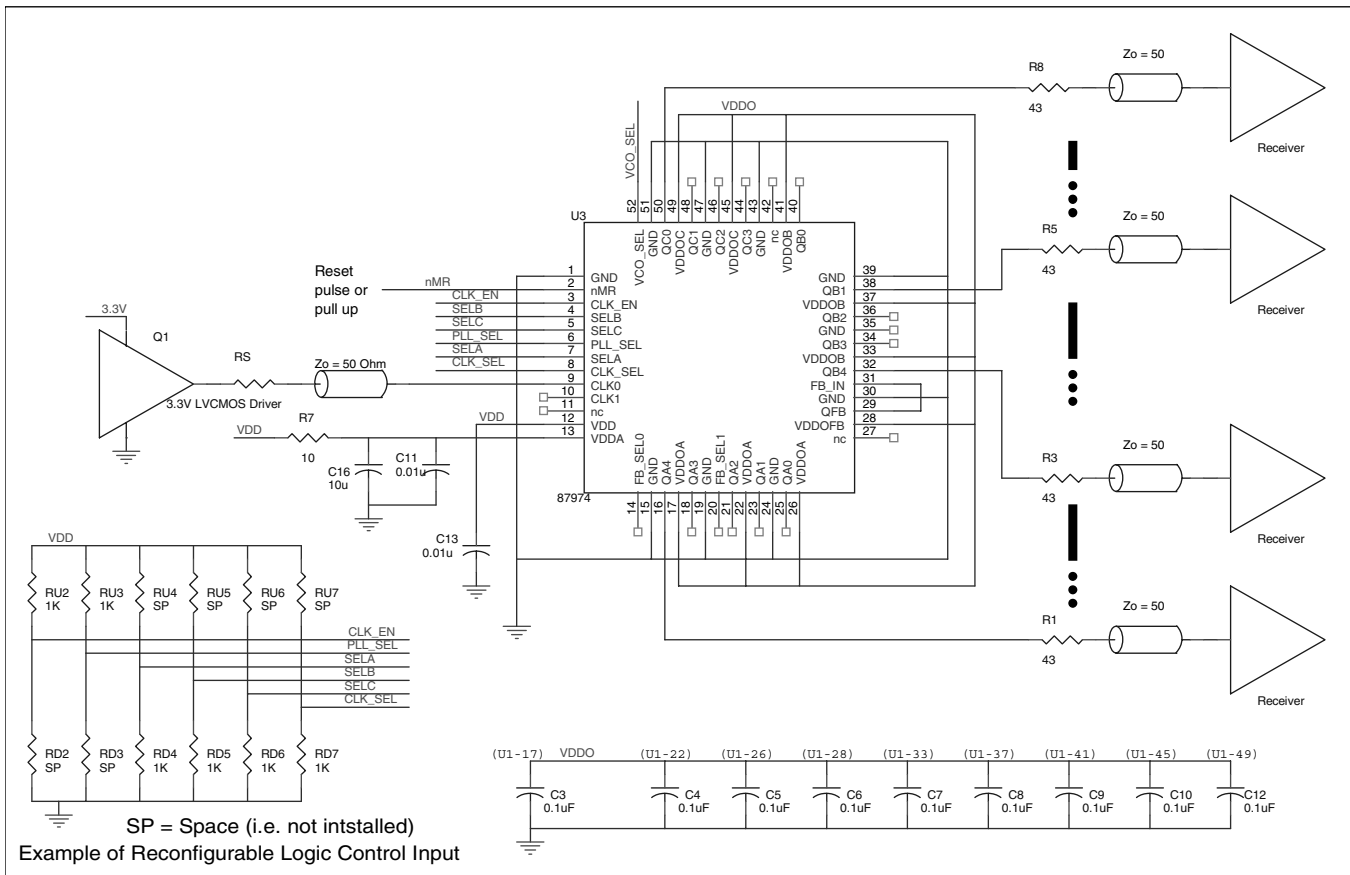 R8
43
Zo = 50
Receiver
VDDO
VCO_SEL
R5
43
Zo = 50
Receiver
R3
43
Zo = 50
Receiver
R1
43
Zo = 50
Receiver
U3
87974
52
51
50
49
48
47
46
45
44
43
42
41
40
VCO_SEL
GND
QC0
VDDOC
QC1
GND
QC2
VDDOC
QC3
GND
nc
VDDOB
QB0
1 GND
2 nMR
3 CLK_EN
4 SELB
5 SELC
6 PLL_SEL
7 SELA
8 CLK_SEL
9 CLK0
10 CLK1
11 nc
12 VDD
13 VDDA
GND 39
QB1 38
VDDOB 37
QB2 36
GND 35
QB3 34
VDDOB 33
QB4 32
FB_IN 31
GND 30
QFB 29
VDDOFB 28
nc 27
FB_SEL0
GND
QA4
VDDOA
QA3
GND
FB_SEL1
QA2
VDDOA
QA1
GND
QA0
VDDOA
14
15
16
17
18
19
20
21
22
23
24
25
26
Reset
pulse or
pull up
nMR
CLK_EN
SELB
SELC
PLL_SEL
SELA
CLK_SEL
3.3V
Q1
RS
Zo = 50 Ohm
3.3V LVCMOS Driver
VDD
R7
10
VDD
C16
10u
C11
0.01u
C13
0.01u
VDD
RU2
1K
RU3
1K
RU4
SP
RU5
SP
RU6
SP
RU7
SP
CLK_EN
PLL_SEL
SELA
SELB
SELC
CLK_SEL
RD2
SP
RD3
SP
RD4
1K
RD5
1K
RD6
1K
RD7
1K
SP = Space (i.e. not intstalled)
Example of Reconfigurable Logic Control Input
(U1-17) VDDO (U1-22) (U1-26) (U1-28) (U1-33) (U1-37) (U1-41) (U1-45) (U1-49)
C3
0.1uF
C4
0.1uF
C5
0.1uF
C6
0.1uF
C7
0.1uF
C8
0.1uF
C9
0.1uF
C10
0.1uF
C12
0.1uF